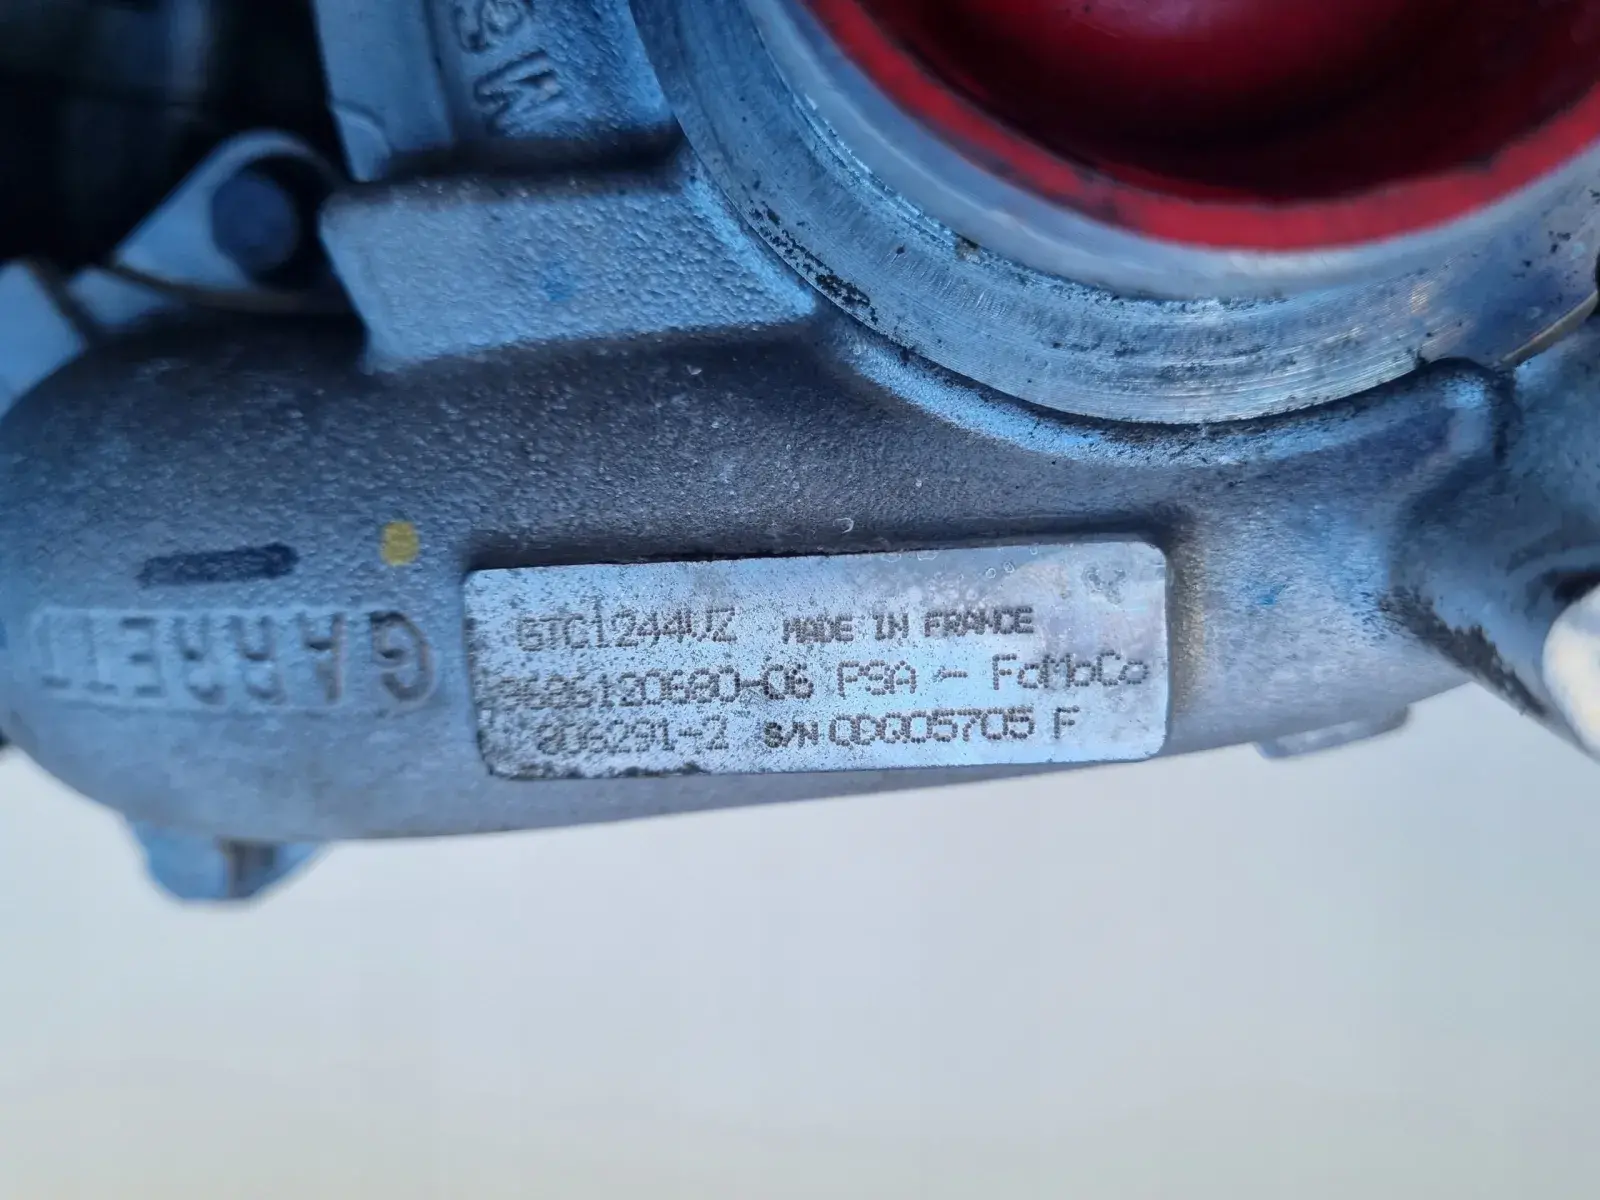 GARRETT
GTC1244VZ MADE IN FRANCE
9686120680-06 PSA - FoMoCo
806291-2 S/N QDG05705 F